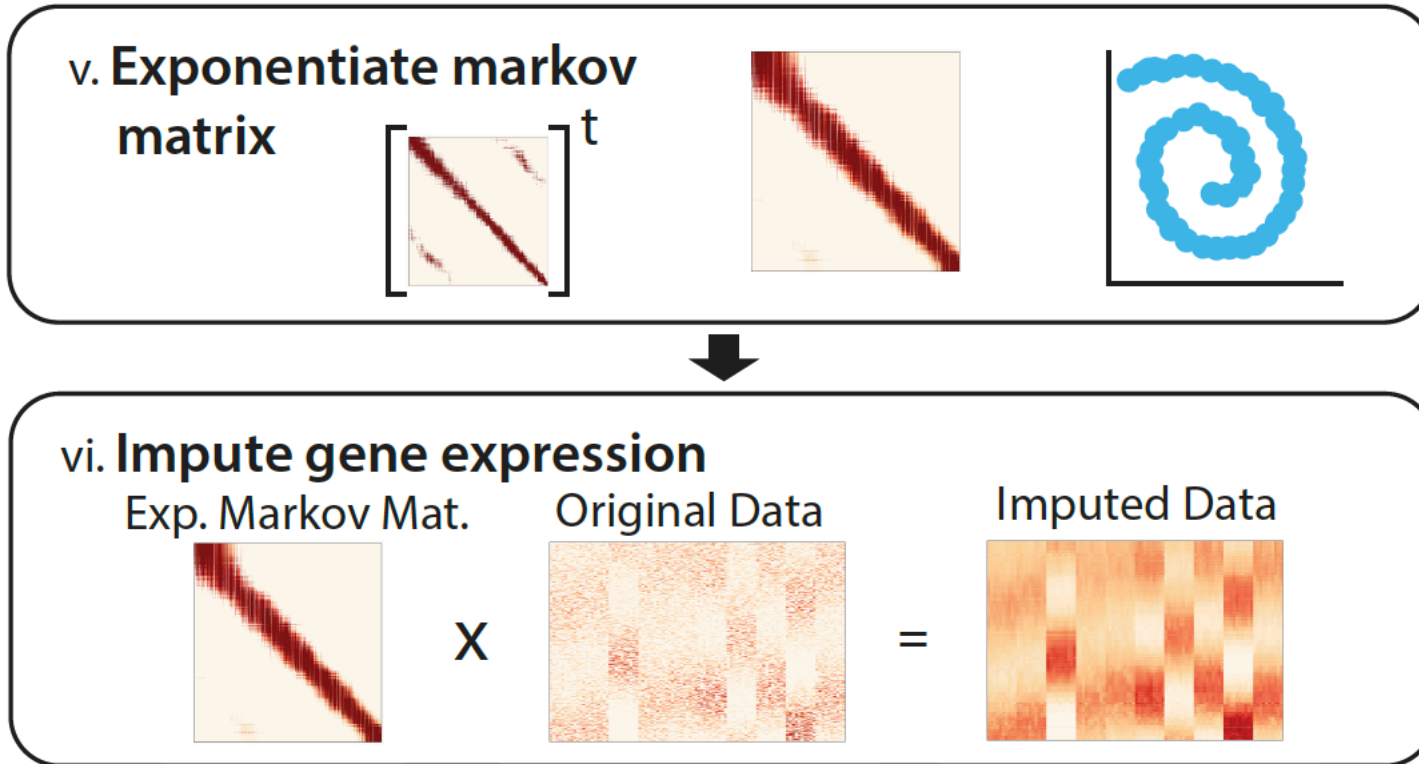 v. Exponentiate markov
matrix
t
vi. Impute gene expression
Exp. Markov Mat.
Original Data
Imputed Data
X
=